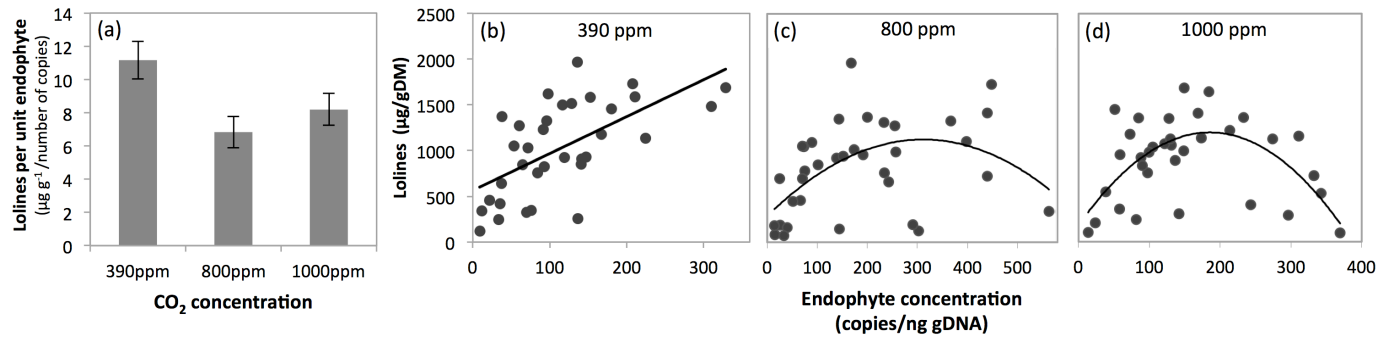 Lolines per unit endophyte
(µg g⁻¹ /number of copies)
14
12
10
8
6
4
2
0
(a)
390ppm
800ppm
1000ppm
CO₂ concentration
Lolines (µg/gDM)
2500
2000
1500
1000
500
0
(b)
390 ppm
0
100
200
300
(c)
800 ppm
0
100
200
300
400
500
(d)
1000 ppm
0
100
200
300
400
Endophyte concentration
(copies/ng gDNA)